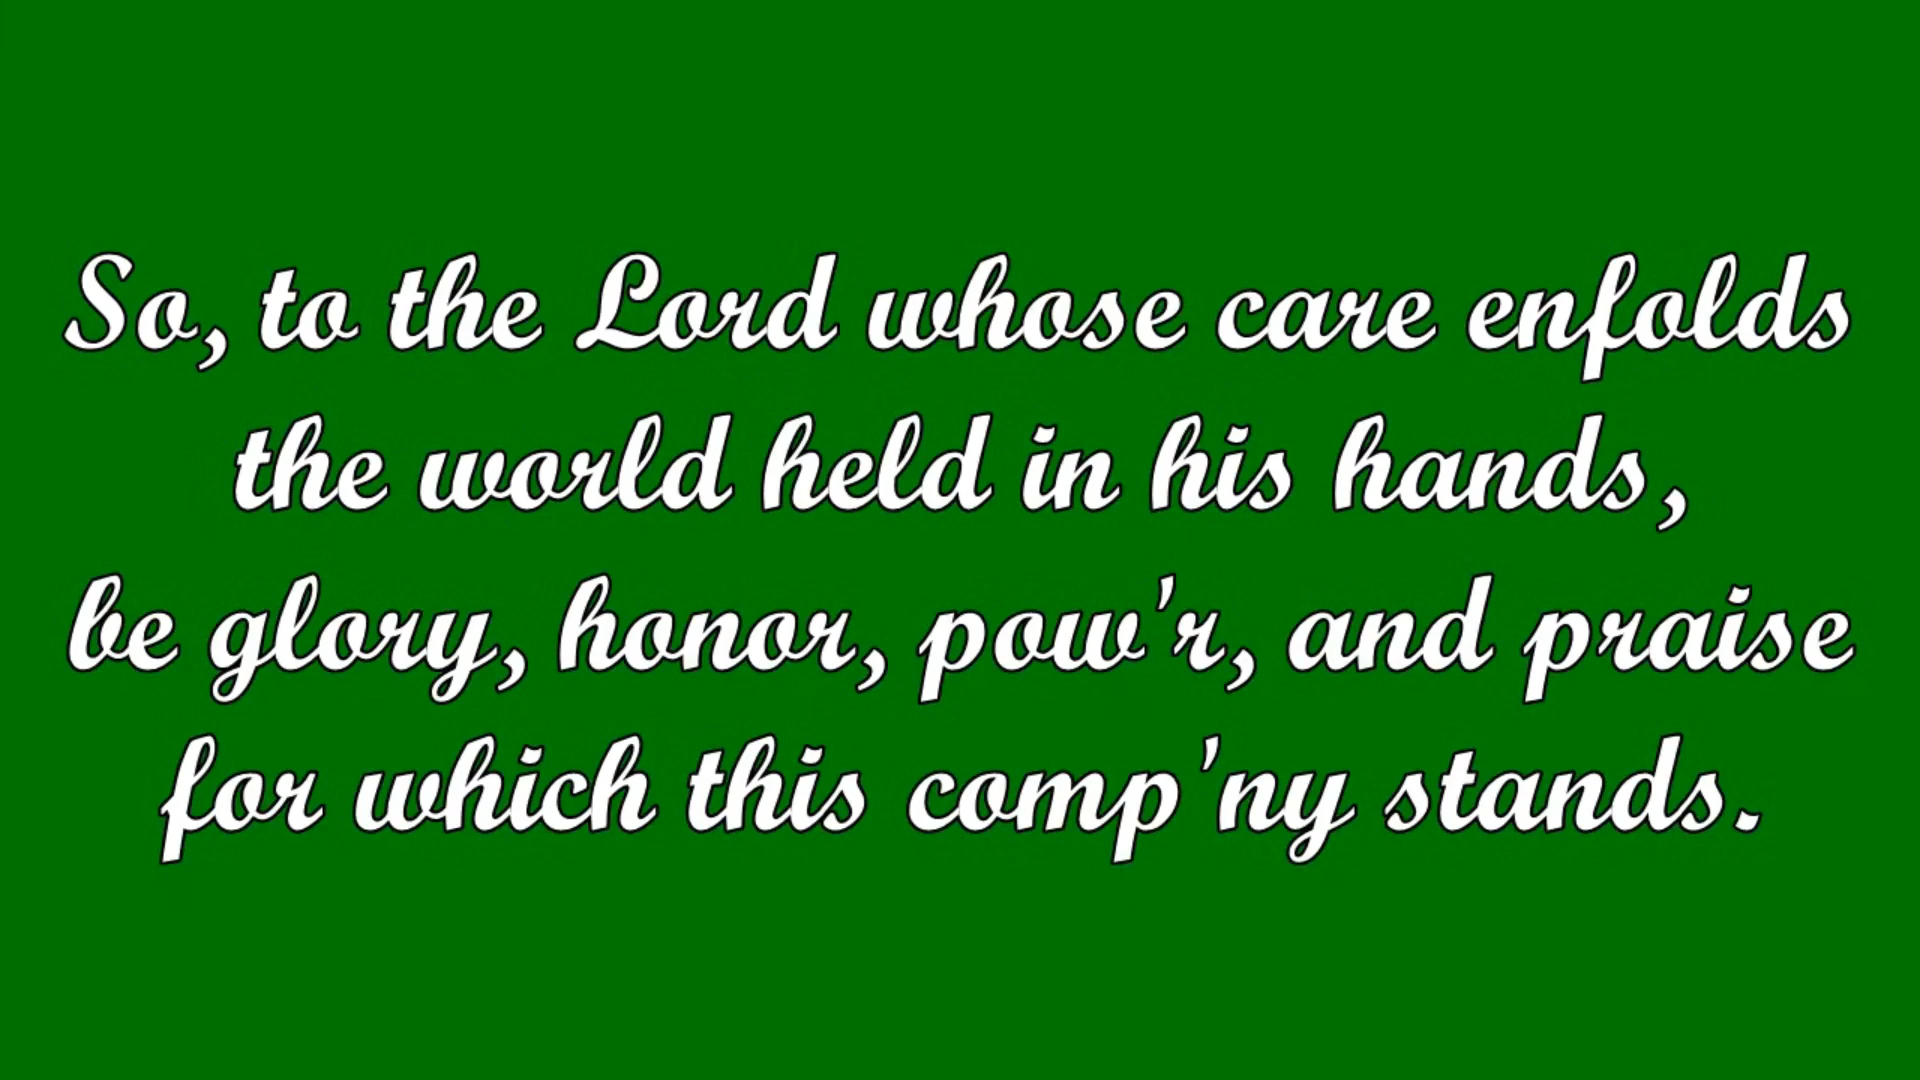 So, to the Lord whose care enfolds
the world held in his hands,
be glory, honor, pow'r, and praise
for which this comp'ny stands.